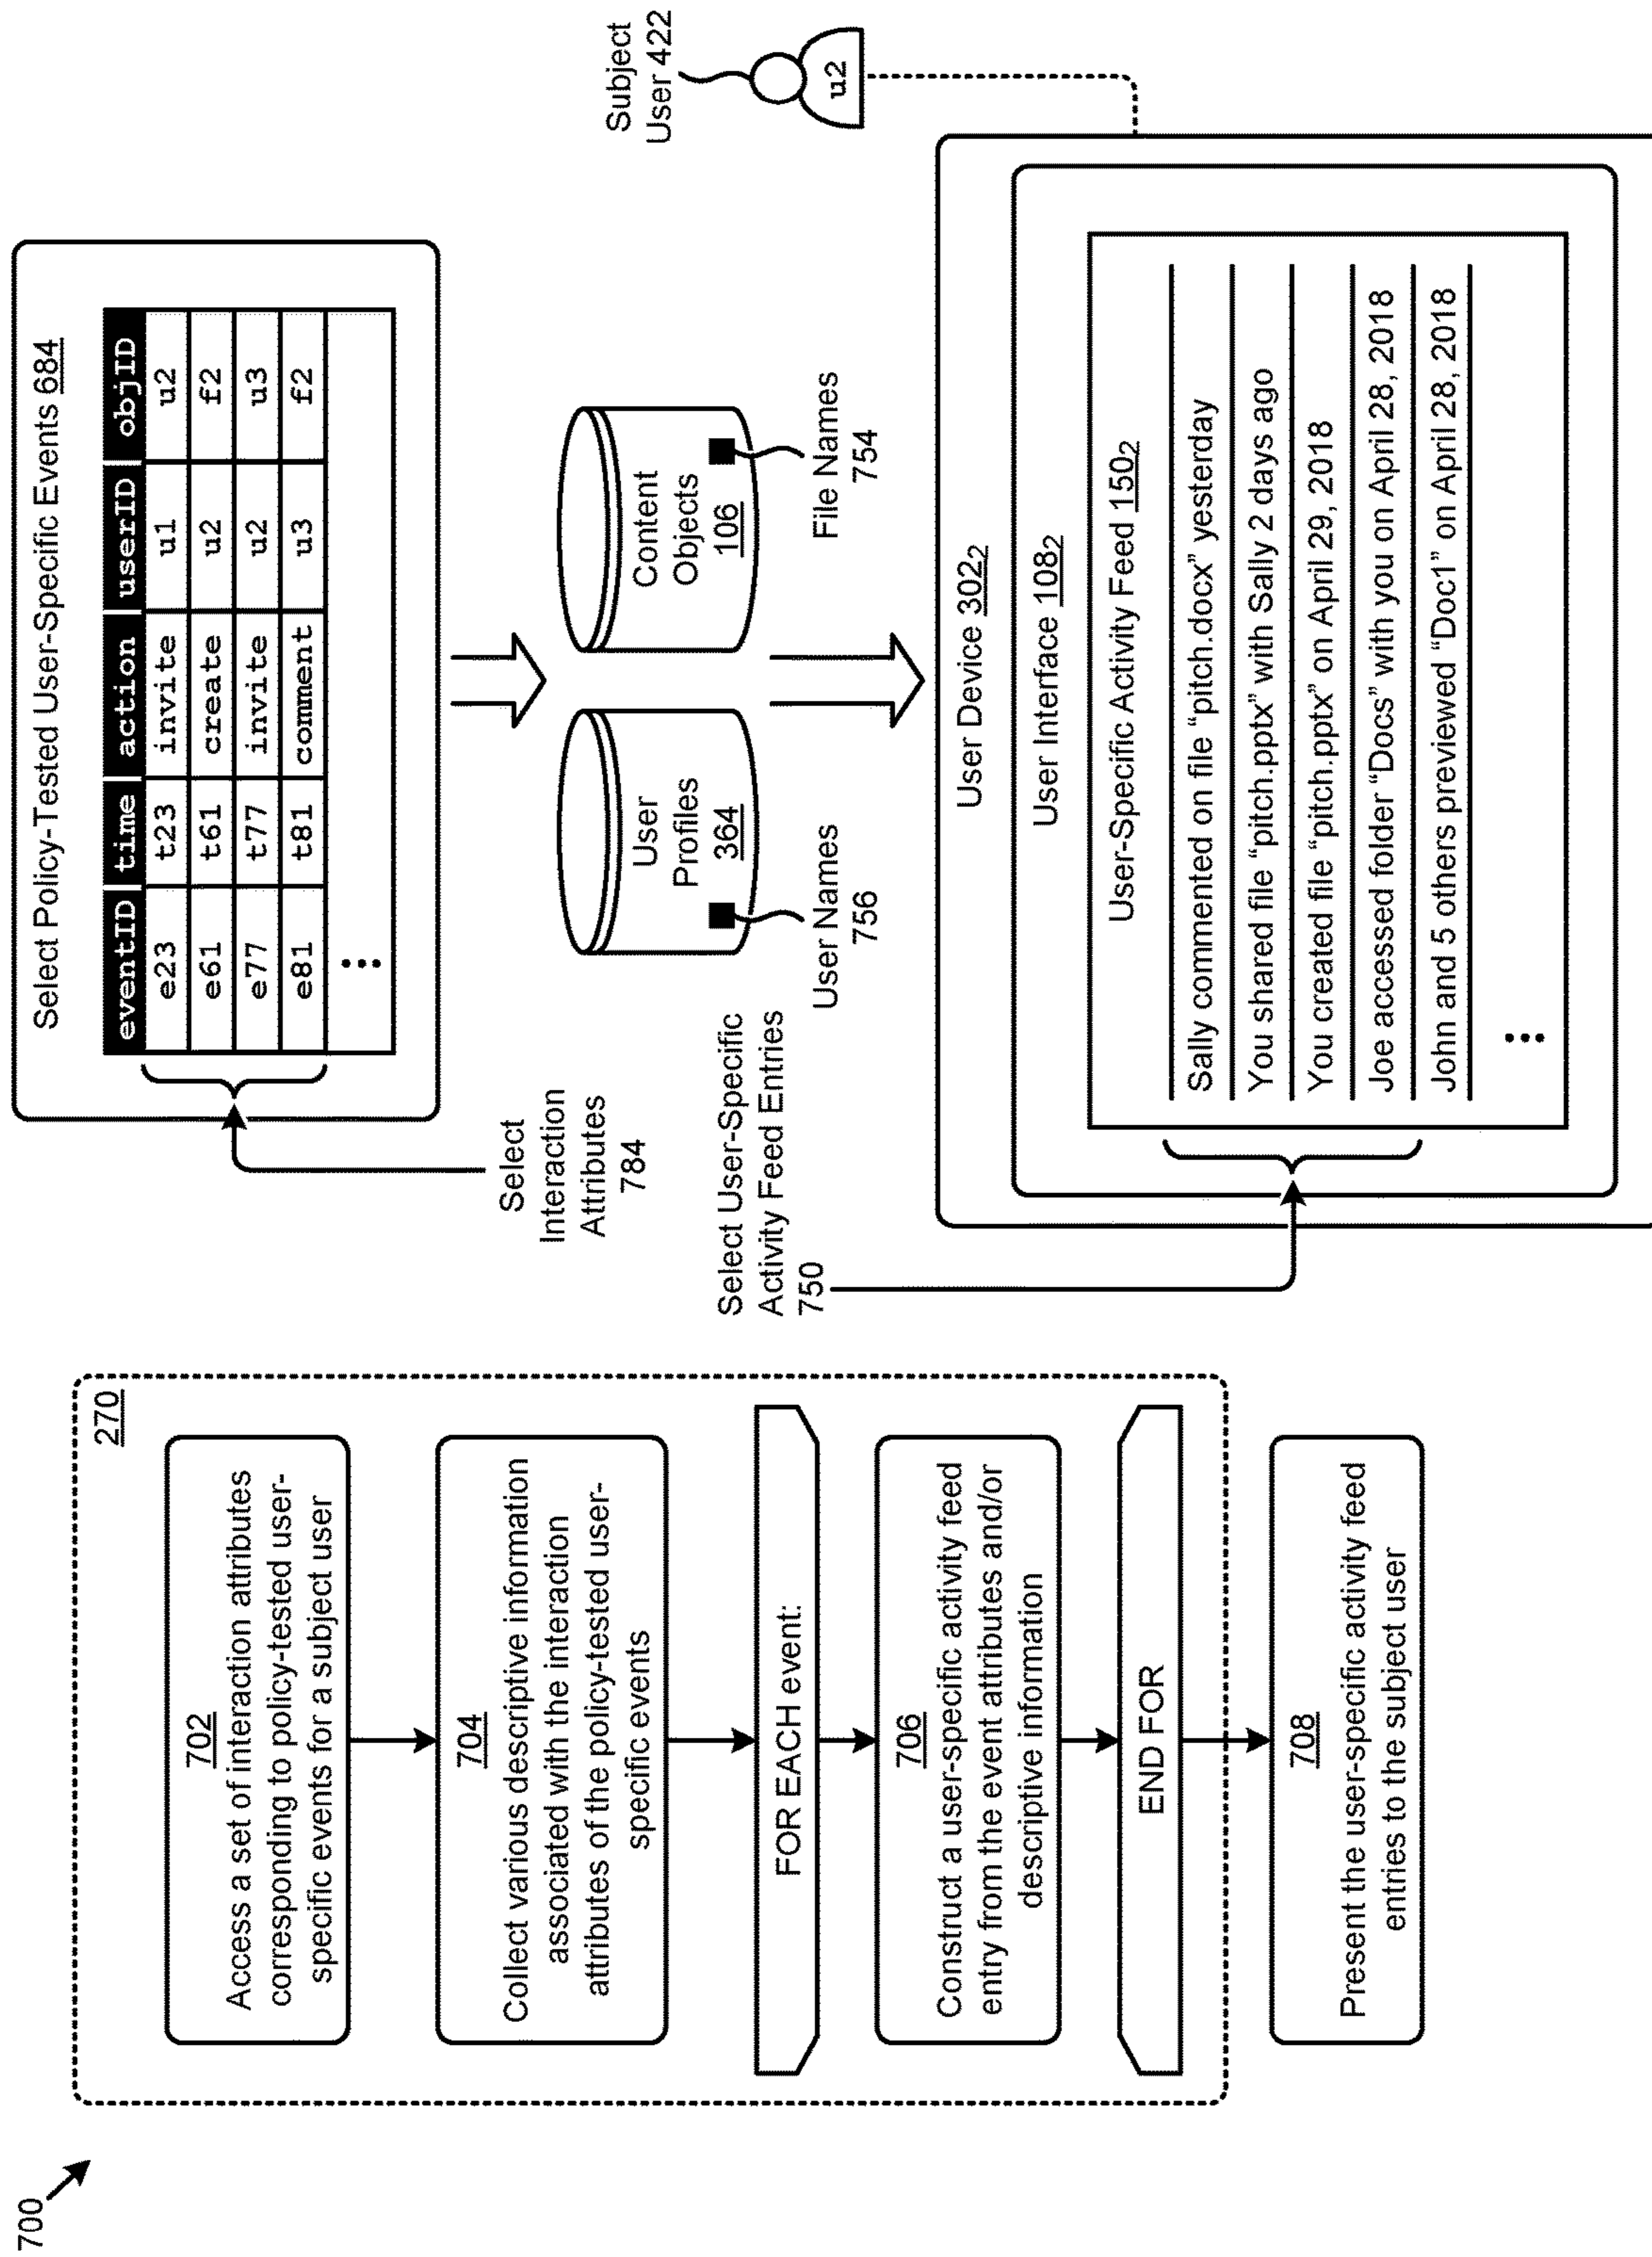 700
270
702
Access a set of interaction attributes
corresponding to policy-tested user-
specific events for a subject user
704
Collect various descriptive information
associated with the interaction
attributes of the policy-tested user-
specific events
FOR EACH event:
706
Construct a user-specific activity feed
entry from the event attributes and/or
descriptive information
END FOR
708
Present the user-specific activity feed
entries to the subject user
Select Policy-Tested User-Specific Events 684
eventID time action userID objID
e23 t23 invite u1 u2
e61 t61 create u2 f2
e77 t77 invite u2 u3
e81 t81 comment u3 f2
...
Select
Interaction
Attributes
784
User
Profiles
364
Content
Objects
106
User Names
756
File Names
754
Subject
User 422
u2
Select User-Specific
Activity Feed Entries
750
User Device 302₂
User Interface 108₂
User-Specific Activity Feed 150₂
Sally commented on file “pitch.docx” yesterday
You shared file “pitch.pptx” with Sally 2 days ago
You created file “pitch.pptx” on April 29, 2018
Joe accessed folder “Docs” with you on April 28, 2018
John and 5 others previewed “Doc1” on April 28, 2018
...